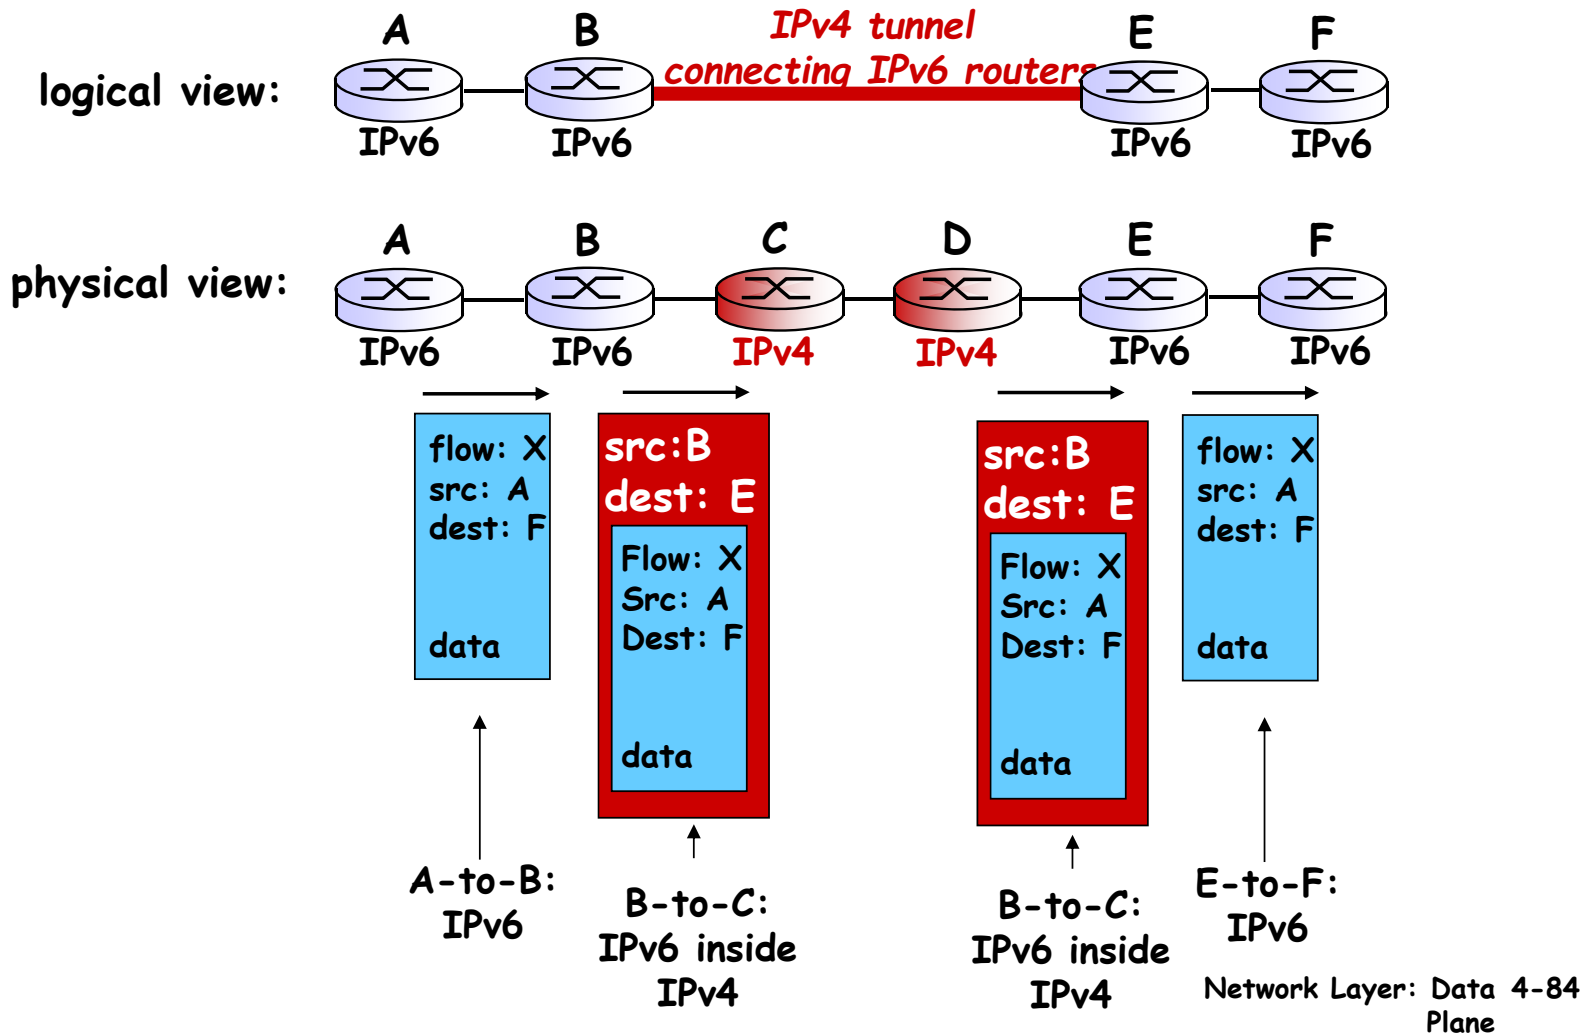 A B IPv4 tunnel E F
connecting IPv6 routers
logical view:
IPv6 IPv6 IPv6 IPv6
A B C D E F
physical view:
IPv6 IPv6 IPv4 IPv4 IPv6 IPv6
flow: X
src: A
dest: F
data
src:B
dest: E
Flow: X
Src: A
Dest: F
data
src:B
dest: E
Flow: X
Src: A
Dest: F
data
flow: X
src: A
dest: F
data
A-to-B:
IPv6
B-to-C:
IPv6 inside
IPv4
B-to-C:
IPv6 inside
IPv4
E-to-F:
IPv6
Network Layer: Data 4-84
Plane